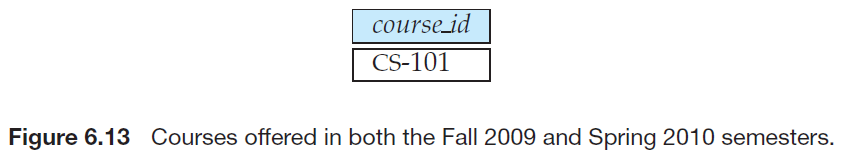 course_id
CS-101
Figure 6.13 Courses offered in both the Fall 2009 and Spring 2010 semesters.